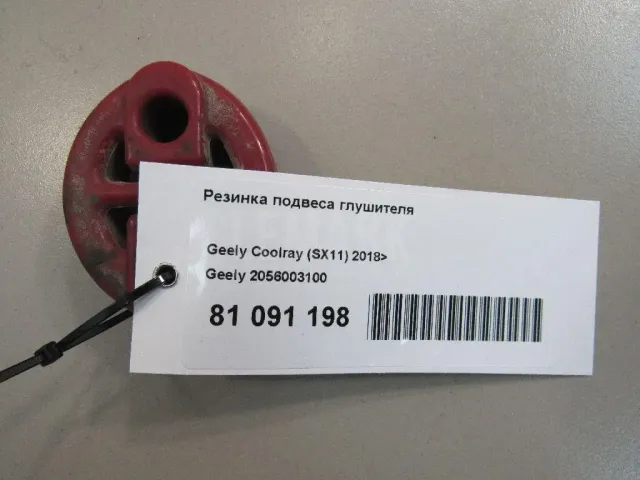 Резинка подвеса глушителя
Geely Coolray (SX11) 2018>
Geely 2056003100
81 091 198